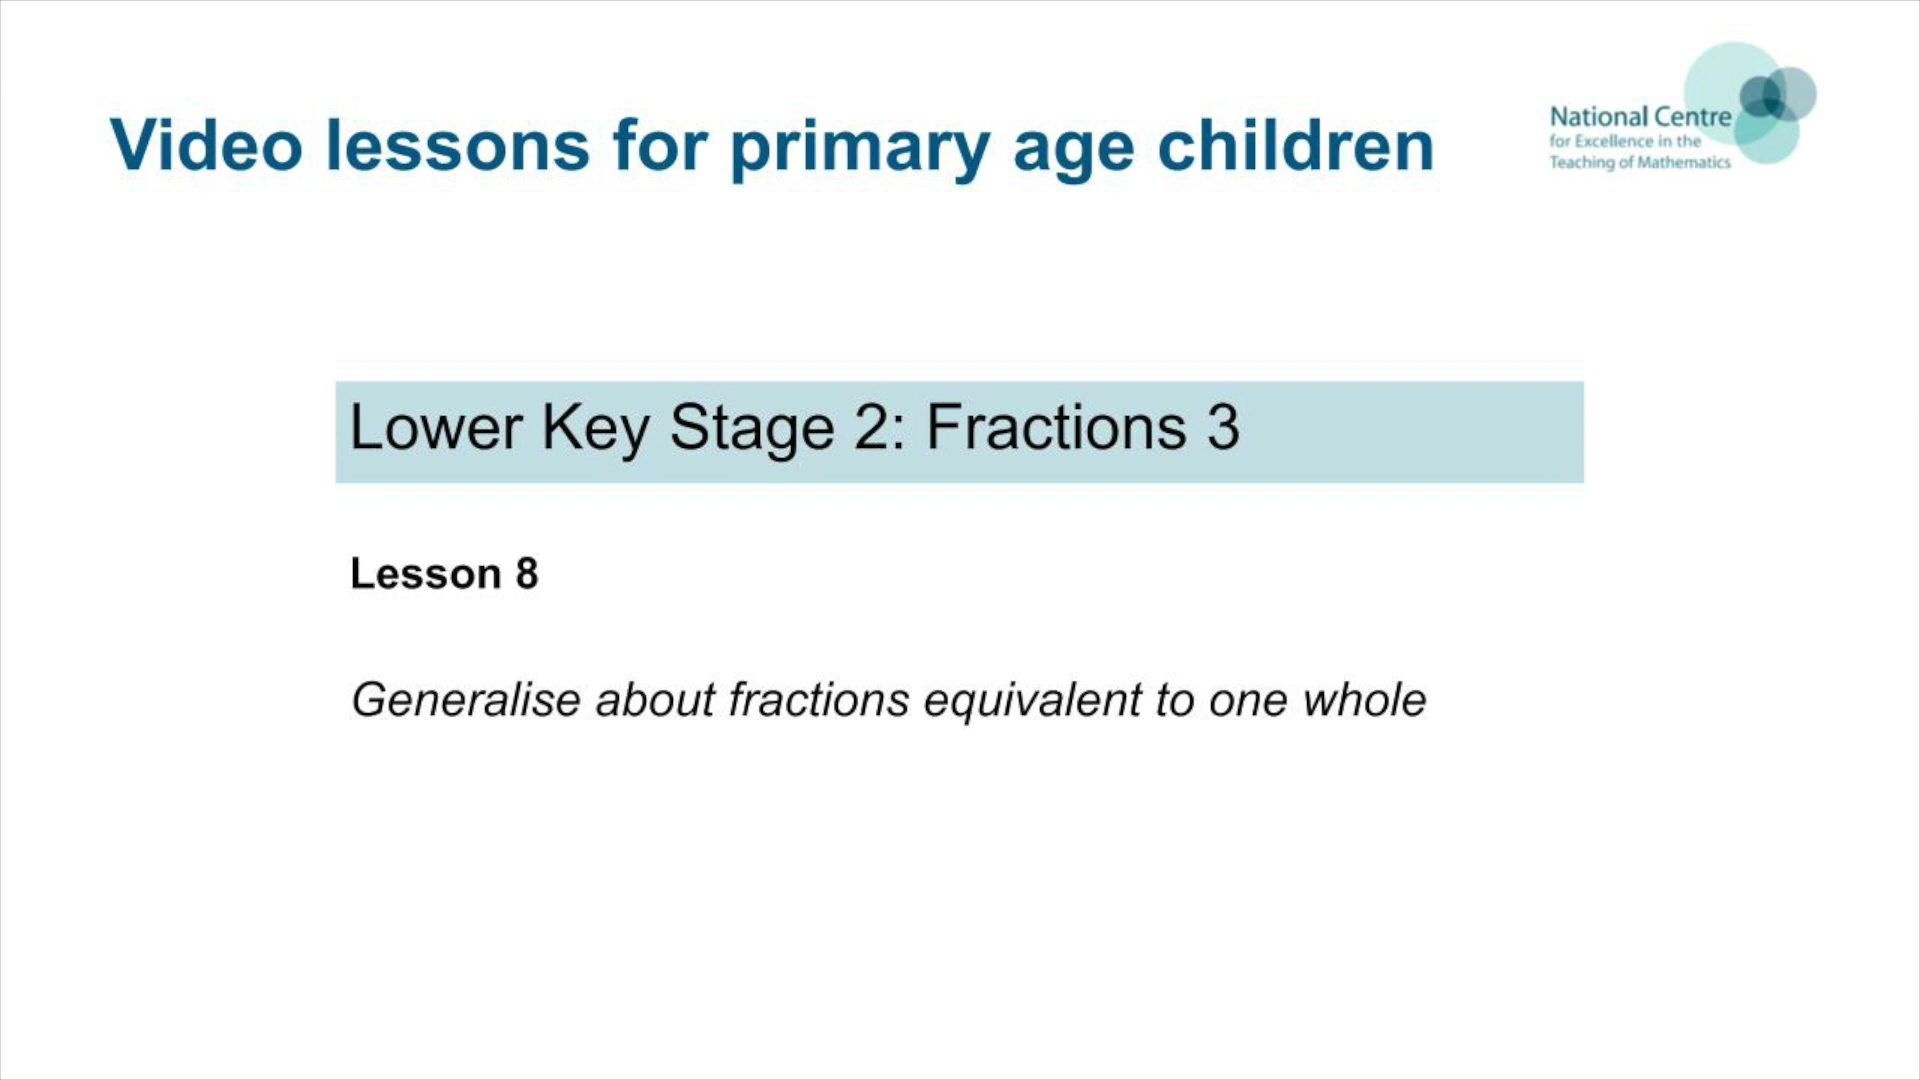 Video lessons for primary age children
National Centre
for Excellence in the
Teaching of Mathematics
Lower Key Stage 2: Fractions 3
Lesson 8
Generalise about fractions equivalent to one whole